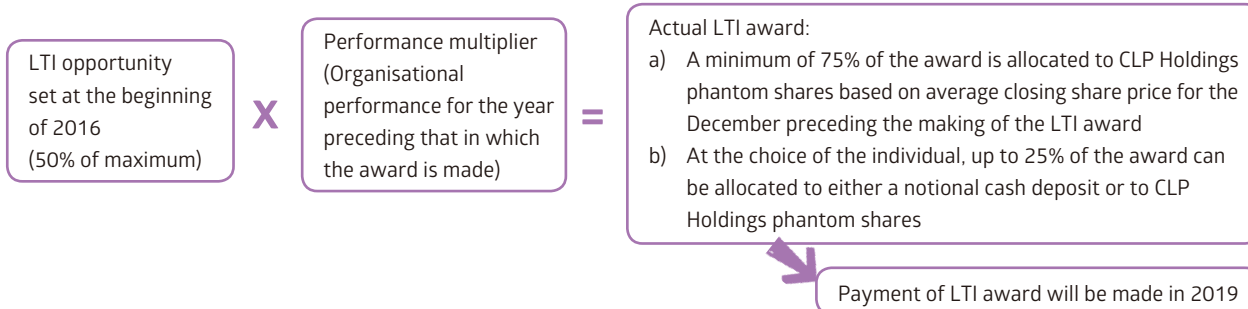 LTI opportunity
set at the beginning
of 2016
(50% of maximum)
X
Performance multiplier
(Organisational
performance for the year
preceding that in which
the award is made)
=
Actual LTI award:
a) A minimum of 75% of the award is allocated to CLP Holdings
phantom shares based on average closing share price for the
December preceding the making of the LTI award
b) At the choice of the individual, up to 25% of the award can
be allocated to either a notional cash deposit or to CLP
Holdings phantom shares
Payment of LTI award will be made in 2019